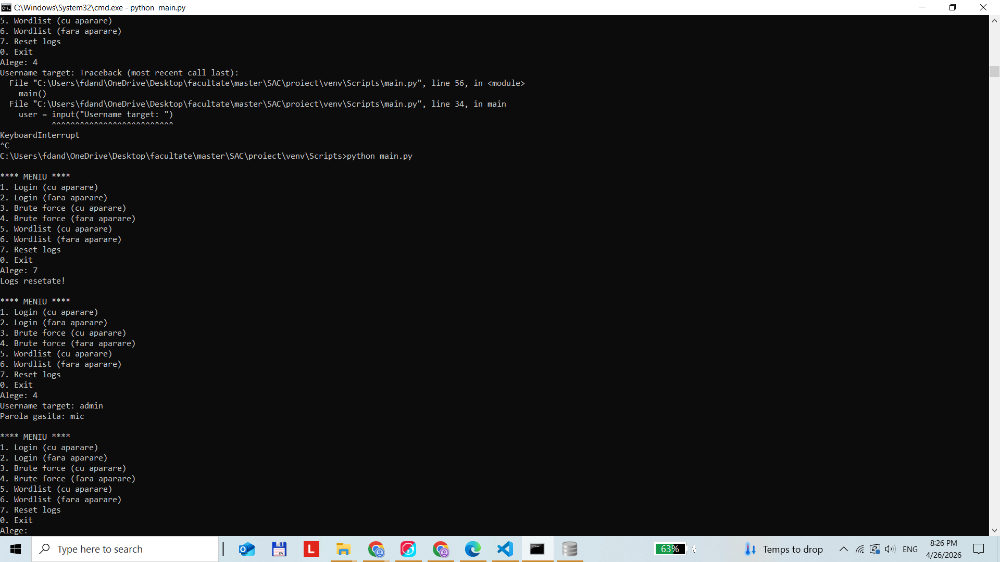 C:\Windows\System32\cmd.exe - python  main.py
5. Wordlist (cu aparare)
6. Wordlist (fara aparare)
7. Reset logs
0. Exit
Alege: 4
Username target: Traceback (most recent call last):
  File "C:\Users\fdand\OneDrive\Desktop\facultate\master\SAC\proiect\venv\Scripts\main.py", line 56, in <module>
    main()
  File "C:\Users\fdand\OneDrive\Desktop\facultate\master\SAC\proiect\venv\Scripts\main.py", line 34, in main
    user = input("Username target: ")
           ^^^^^^^^^^^^^^^^^^^^^^^^^^
KeyboardInterrupt
^C
C:\Users\fdand\OneDrive\Desktop\facultate\master\SAC\proiect\venv\Scripts>python main.py
**** MENIU ****
1. Login (cu aparare)
2. Login (fara aparare)
3. Brute force (cu aparare)
4. Brute force (fara aparare)
5. Wordlist (cu aparare)
6. Wordlist (fara aparare)
7. Reset logs
0. Exit
Alege: 7
Logs resetate!
**** MENIU ****
1. Login (cu aparare)
2. Login (fara aparare)
3. Brute force (cu aparare)
4. Brute force (fara aparare)
5. Wordlist (cu aparare)
6. Wordlist (fara aparare)
7. Reset logs
0. Exit
Alege: 4
Username target: admin
Parola gasita: mic
**** MENIU ****
1. Login (cu aparare)
2. Login (fara aparare)
3. Brute force (cu aparare)
4. Brute force (fara aparare)
5. Wordlist (cu aparare)
6. Wordlist (fara aparare)
7. Reset logs
0. Exit
Alege:
Type here to search
64
L
63%
Temps to drop
ENG
8:26 PM
4/26/2026